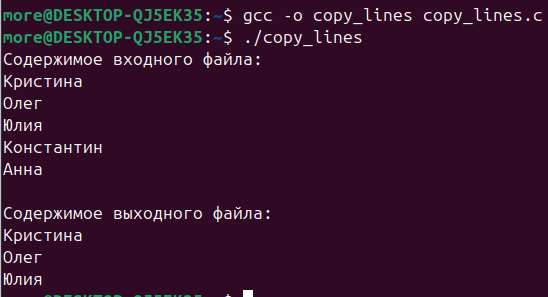 more@DESKTOP-QJ5EK35:~$ gcc -o copy_lines copy_lines.c
more@DESKTOP-QJ5EK35:~$ ./copy_lines
Содержимое входного файла:
Кристина
Олег
Юлия
Константин
Анна
Содержимое выходного файла:
Кристина
Олег
Юлия